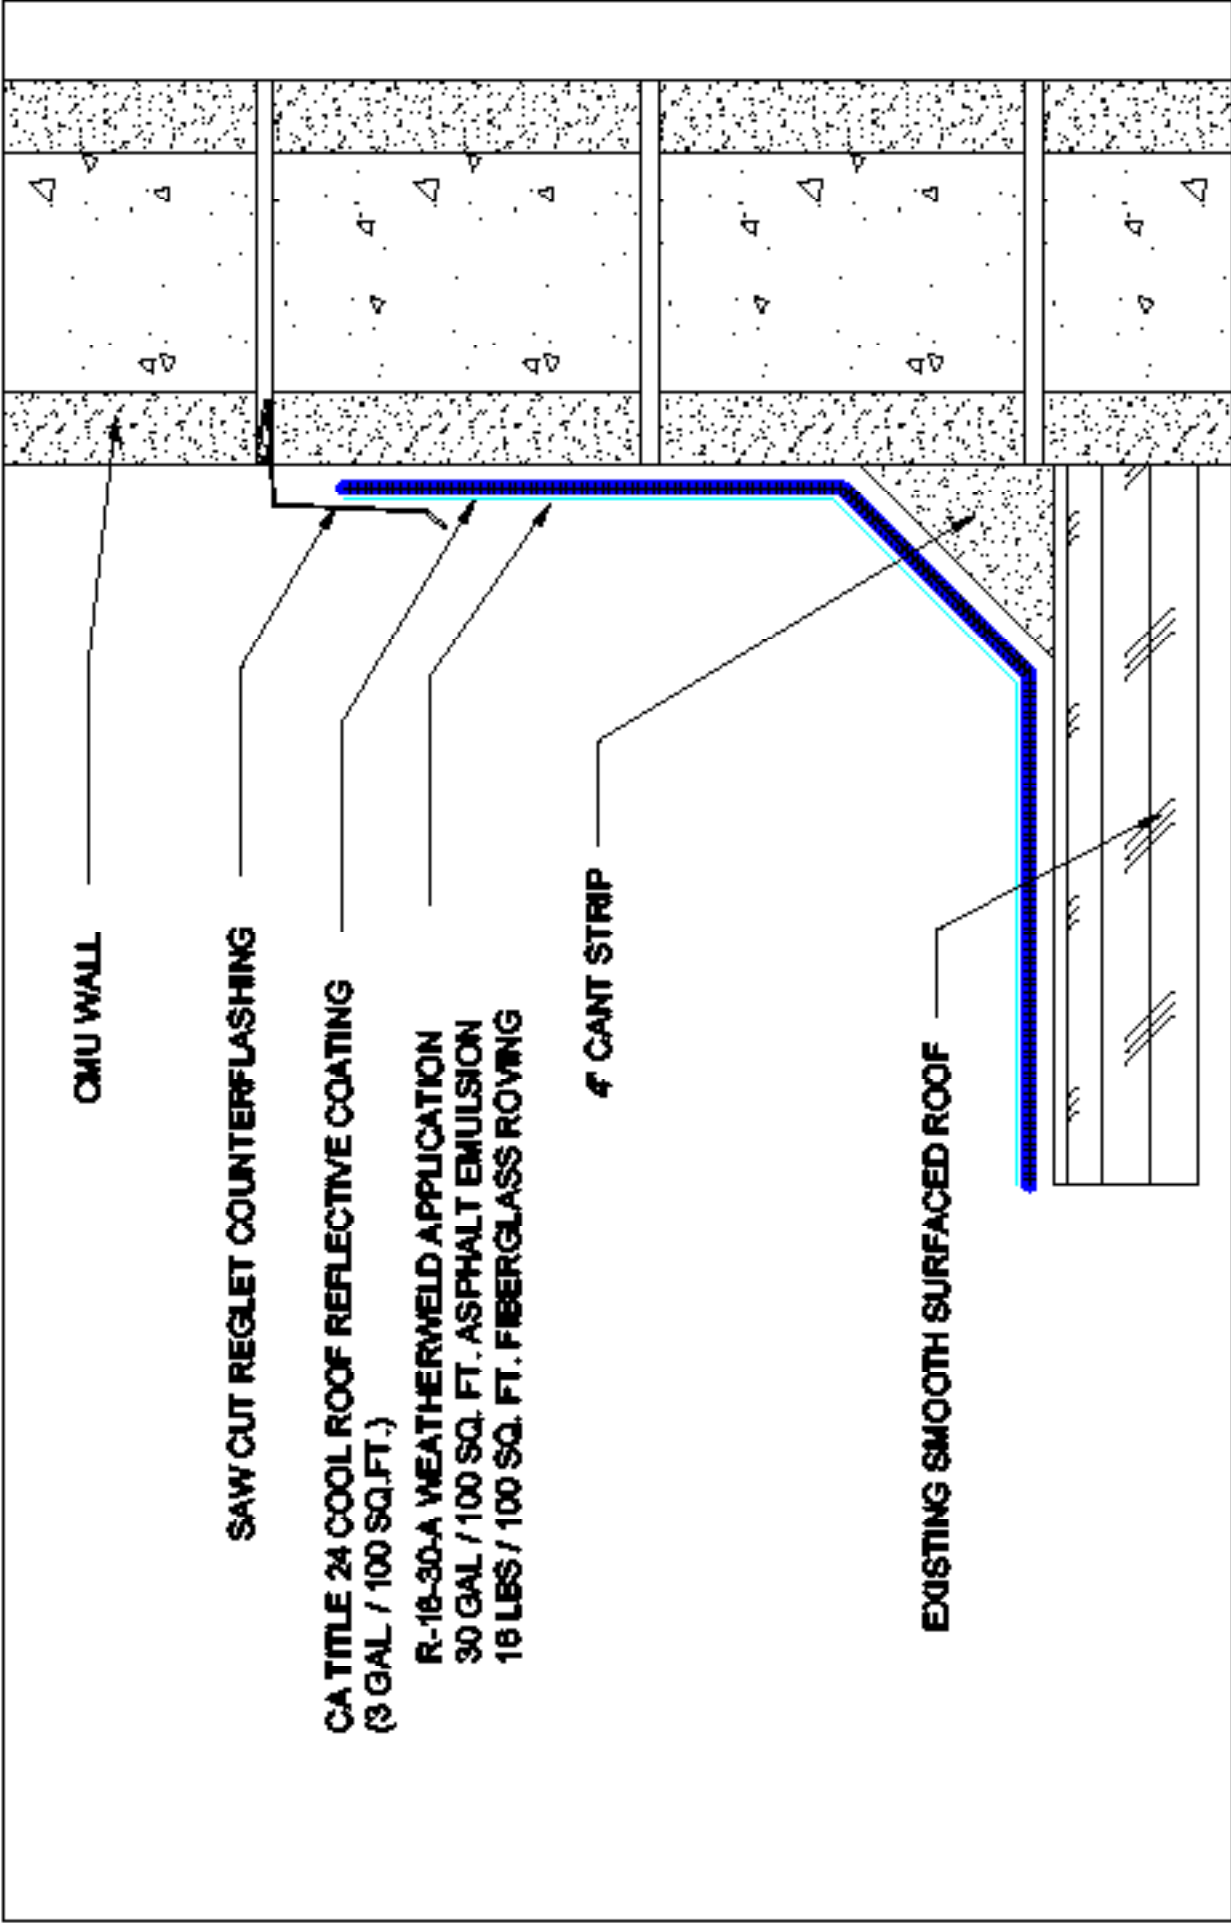 CMU WALL
SAW CUT REGLET COUNTERFLASHING
CA TITLE 24 COOL ROOF REFLECTIVE COATING
(3 GAL / 100 SQ.FT.)
R-16-30-A WEATHERWELD APPLICATION
30 GAL / 100 SQ. FT. ASPHALT EMULSION
16 LBS / 100 SQ. FT. FIBERGLASS ROVING
4" CANT STRIP
EXISTING SMOOTH SURFACED ROOF